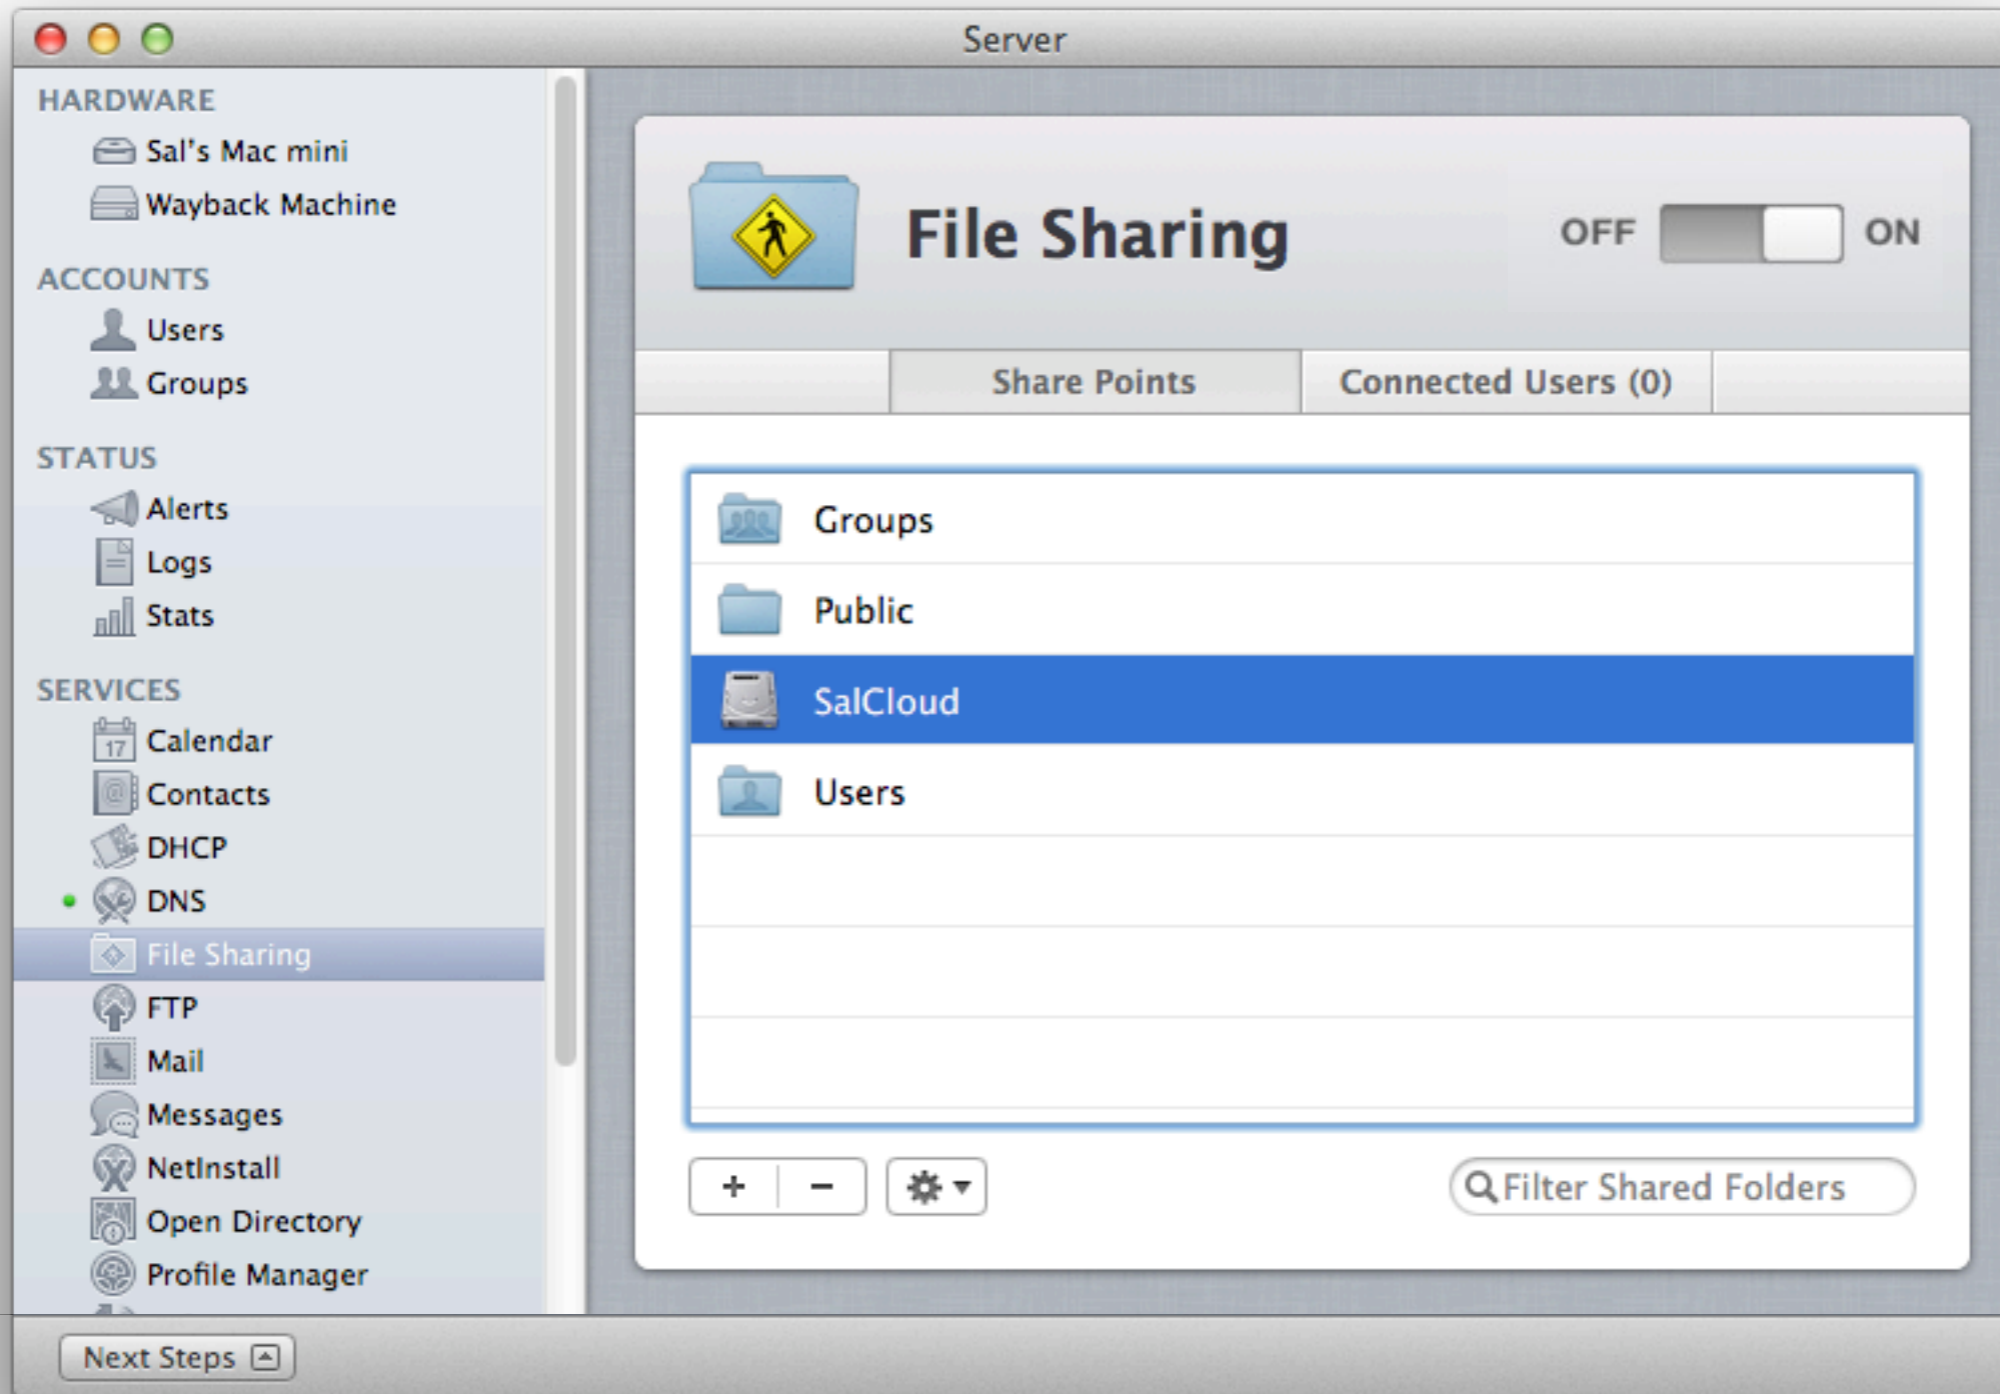 Server
HARDWARE
Sal's Mac mini
Wayback Machine
ACCOUNTS
Users
Groups
STATUS
Alerts
Logs
Stats
SERVICES
17
Calendar
@
Contacts
DHCP
DNS
File Sharing
FTP
Mail
Messages
NetInstall
Open Directory
Profile Manager
Next Steps
File Sharing
OFF ON
Share Points
Connected Users (0)
Groups
Public
SalCloud
Users
+ −
Filter Shared Folders